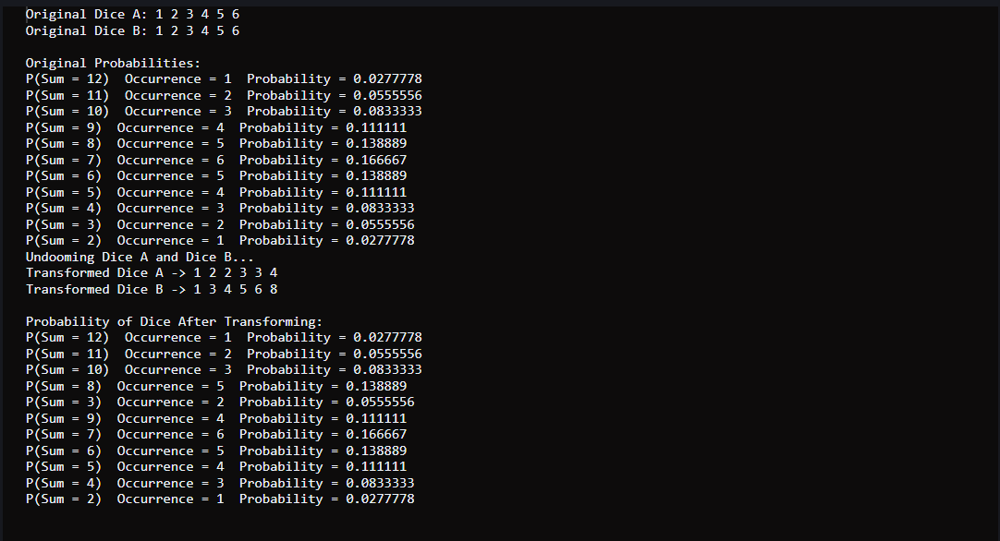 Original Dice A: 1 2 3 4 5 6
Original Dice B: 1 2 3 4 5 6
Original Probabilities:
P(Sum = 12)  Occurrence = 1  Probability = 0.0277778
P(Sum = 11)  Occurrence = 2  Probability = 0.0555556
P(Sum = 10)  Occurrence = 3  Probability = 0.0833333
P(Sum = 9)  Occurrence = 4  Probability = 0.111111
P(Sum = 8)  Occurrence = 5  Probability = 0.138889
P(Sum = 7)  Occurrence = 6  Probability = 0.166667
P(Sum = 6)  Occurrence = 5  Probability = 0.138889
P(Sum = 5)  Occurrence = 4  Probability = 0.111111
P(Sum = 4)  Occurrence = 3  Probability = 0.0833333
P(Sum = 3)  Occurrence = 2  Probability = 0.0555556
P(Sum = 2)  Occurrence = 1  Probability = 0.0277778
Undooming Dice A and Dice B...
Transformed Dice A -> 1 2 2 3 3 4
Transformed Dice B -> 1 3 4 5 6 8
Probability of Dice After Transforming:
P(Sum = 12)  Occurrence = 1  Probability = 0.0277778
P(Sum = 11)  Occurrence = 2  Probability = 0.0555556
P(Sum = 10)  Occurrence = 3  Probability = 0.0833333
P(Sum = 8)  Occurrence = 5  Probability = 0.138889
P(Sum = 3)  Occurrence = 2  Probability = 0.0555556
P(Sum = 9)  Occurrence = 4  Probability = 0.111111
P(Sum = 7)  Occurrence = 6  Probability = 0.166667
P(Sum = 6)  Occurrence = 5  Probability = 0.138889
P(Sum = 5)  Occurrence = 4  Probability = 0.111111
P(Sum = 4)  Occurrence = 3  Probability = 0.0833333
P(Sum = 2)  Occurrence = 1  Probability = 0.0277778